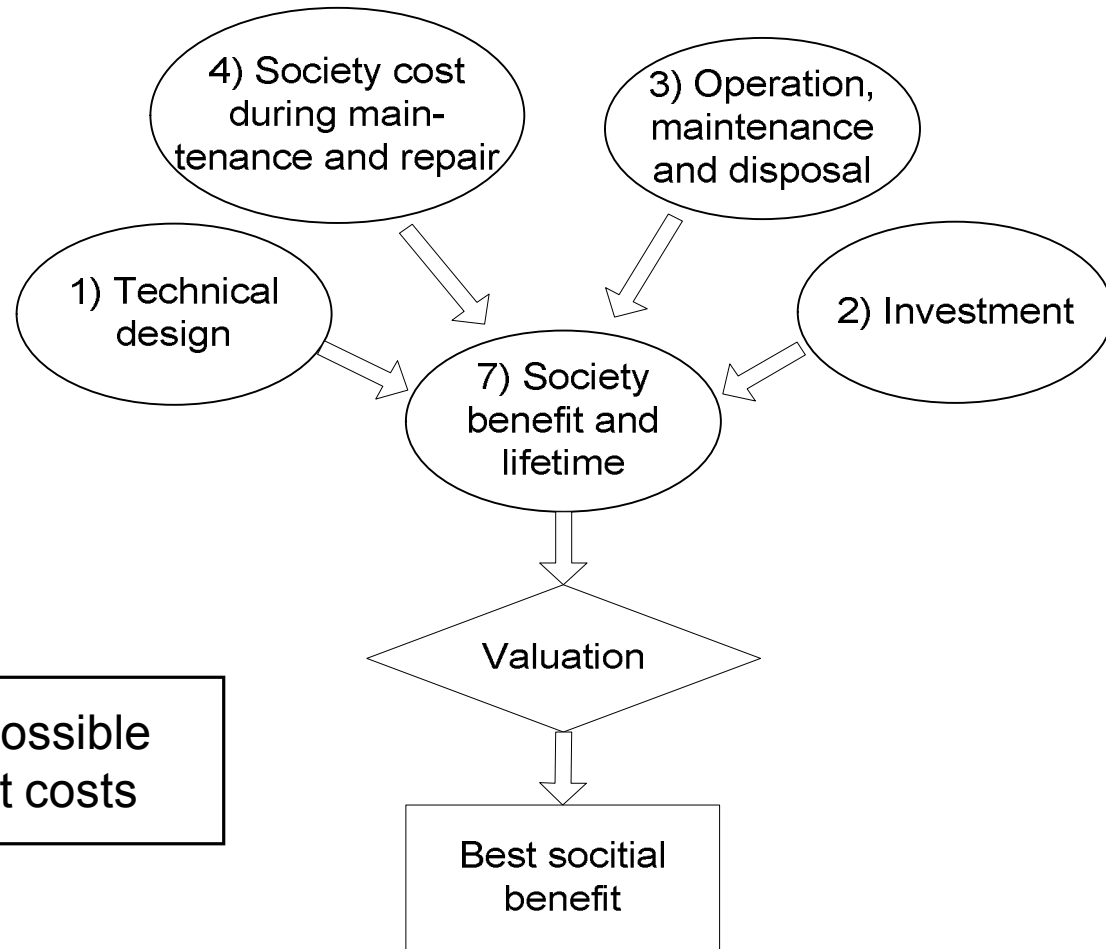 4) Society cost
during main-
tenance and repair
3) Operation,
maintenance
and disposal
1) Technical
design
2) Investment
7) Society
benefit and
lifetime
Valuation
ossible
t costs
Best socitial
benefit